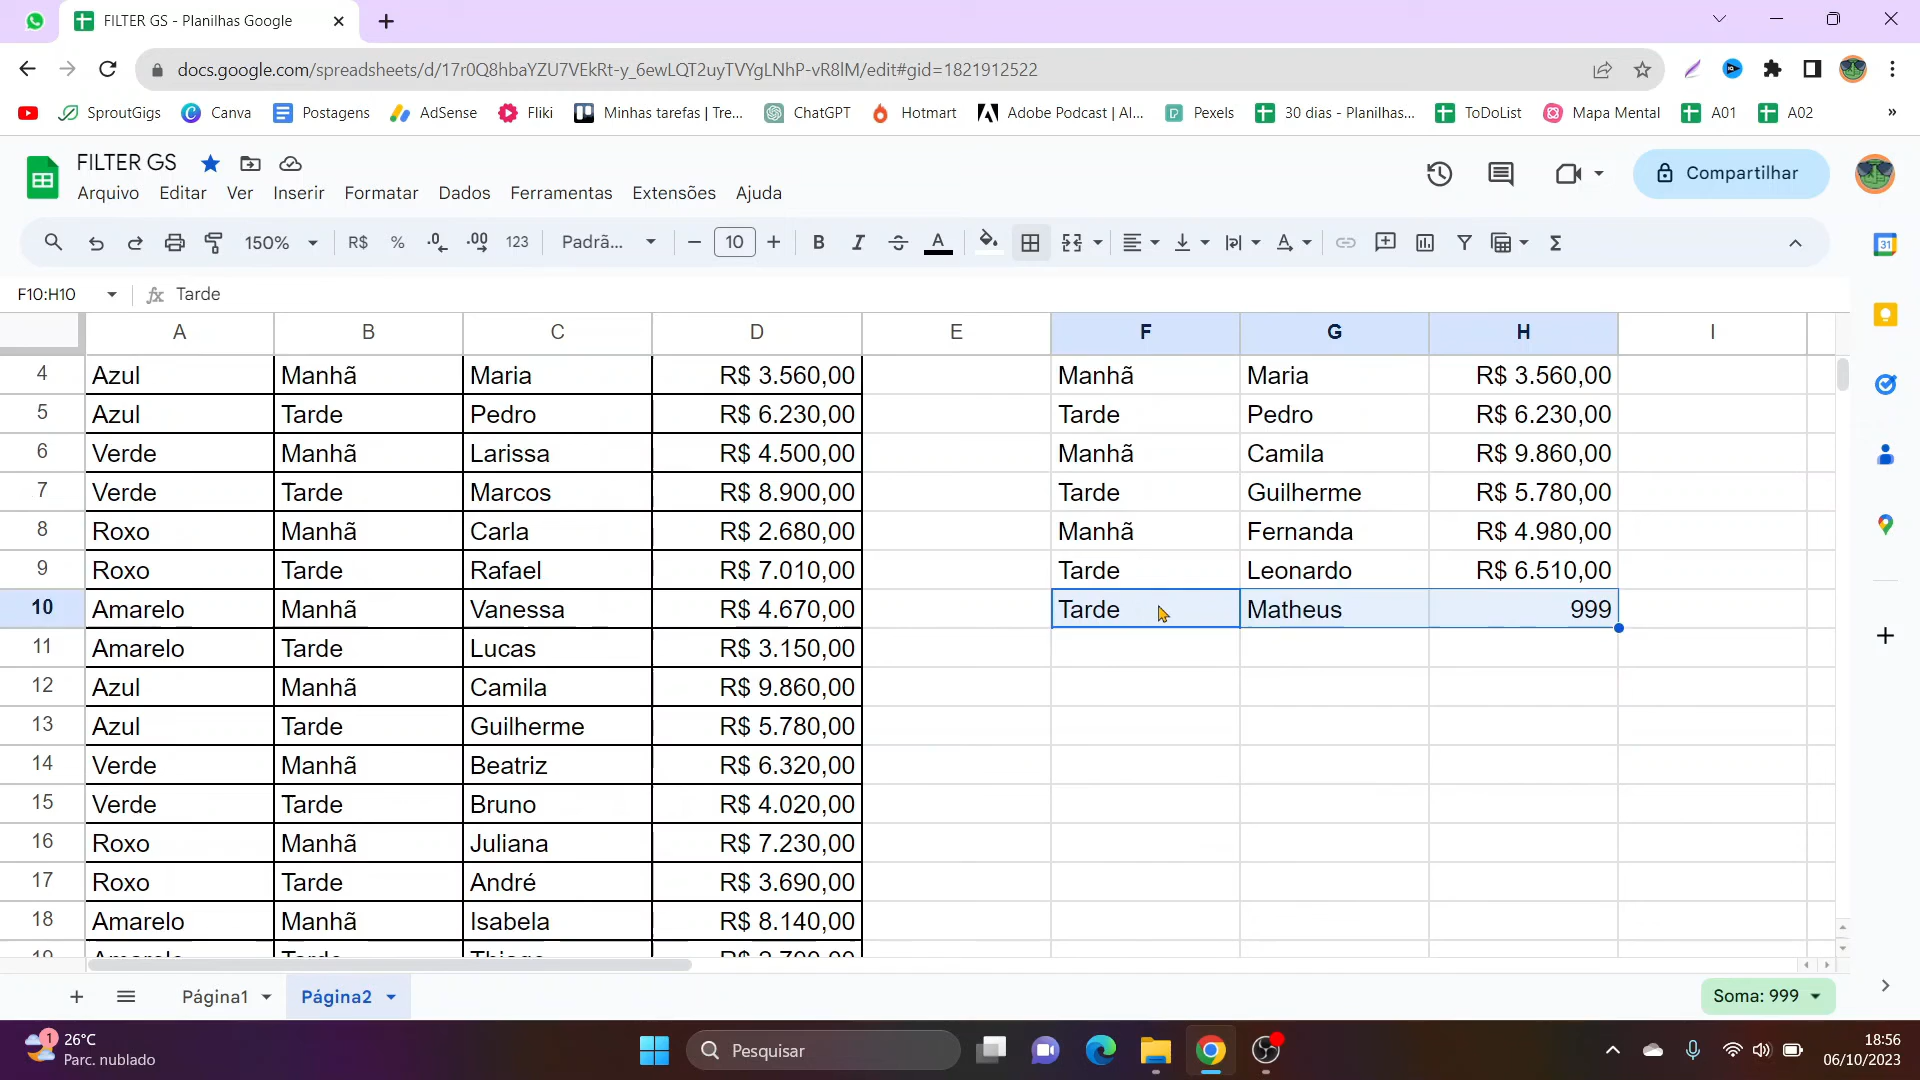 FILTER GS - Planilhas Google
docs.google.com/spreadsheets/d/17r0Q8hbaYZU7VEkRt-y_6ewLQT2uyTVYgLNhP-vR8lM/edit#gid=1821912522
SproutGigs Canva Postagens AdSense Fliki Minhas tarefas | Tre... ChatGPT Hotmart Adobe Podcast | AI... Pexels 30 dias - Planilhas... ToDoList Mapa Mental A01 A02 »
FILTER GS
Compartilhar
Arquivo Editar Ver Inserir Formatar Dados Ferramentas Extensões Ajuda
150% R$ % .0 .00 123 Padrã... 10 B I A Σ
31
F10:H10 fx Tarde
A B C D E F G H I
4 Azul Manhã Maria R$ 3.560,00 Manhã Maria R$ 3.560,00
5 Azul Tarde Pedro R$ 6.230,00 Tarde Pedro R$ 6.230,00
6 Verde Manhã Larissa R$ 4.500,00 Manhã Camila R$ 9.860,00
7 Verde Tarde Marcos R$ 8.900,00 Tarde Guilherme R$ 5.780,00
8 Roxo Manhã Carla R$ 2.680,00 Manhã Fernanda R$ 4.980,00
9 Roxo Tarde Rafael R$ 7.010,00 Tarde Leonardo R$ 6.510,00
10 Amarelo Manhã Vanessa R$ 4.670,00 Tarde Matheus 999
11 Amarelo Tarde Lucas R$ 3.150,00
12 Azul Manhã Camila R$ 9.860,00
13 Azul Tarde Guilherme R$ 5.780,00
14 Verde Manhã Beatriz R$ 6.320,00
15 Verde Tarde Bruno R$ 4.020,00
16 Roxo Manhã Juliana R$ 7.230,00
17 Roxo Tarde André R$ 3.690,00
18 Amarelo Manhã Isabela R$ 8.140,00
Página1 Página2 Soma: 999
1 26°C
Parc. nublado
Pesquisar
18:56
06/10/2023